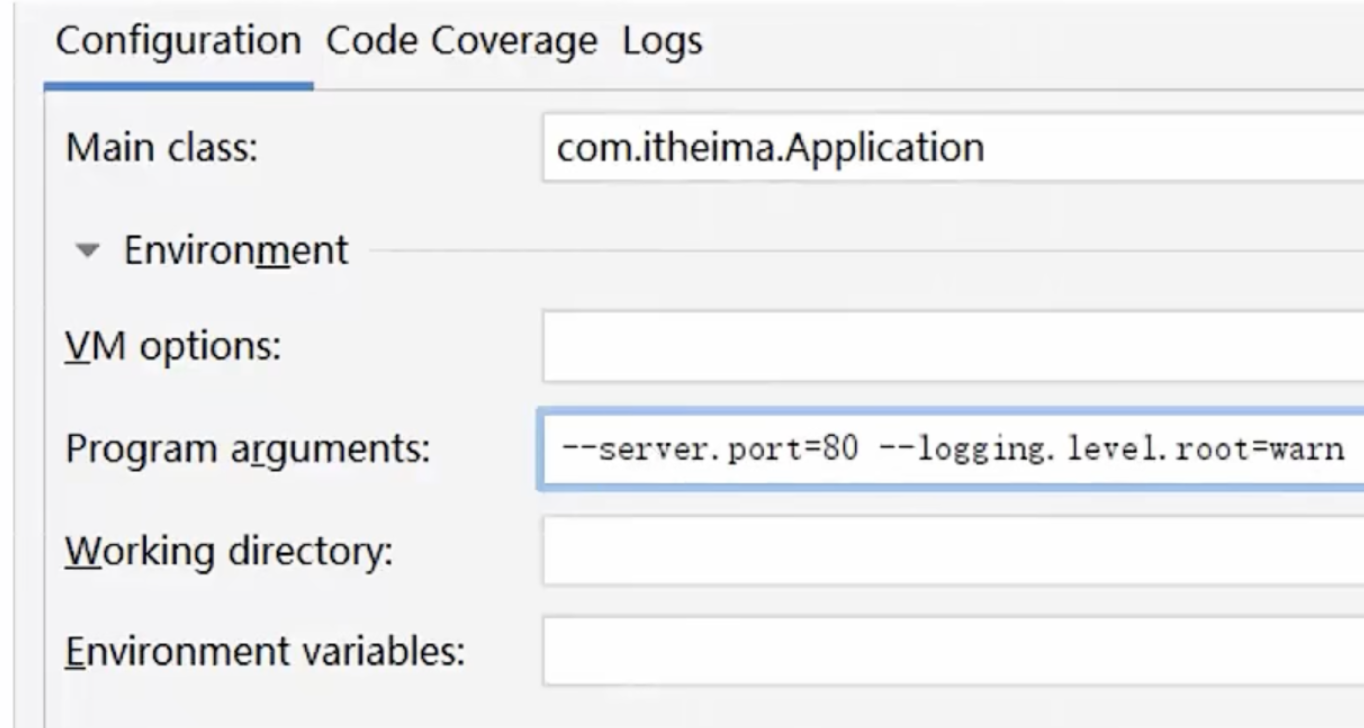 Configuration Code Coverage Logs
Main class: com.itheima.Application
Environment
VM options:
Program arguments: --server.port=80 --logging.level.root=warn
Working directory:
Environment variables: